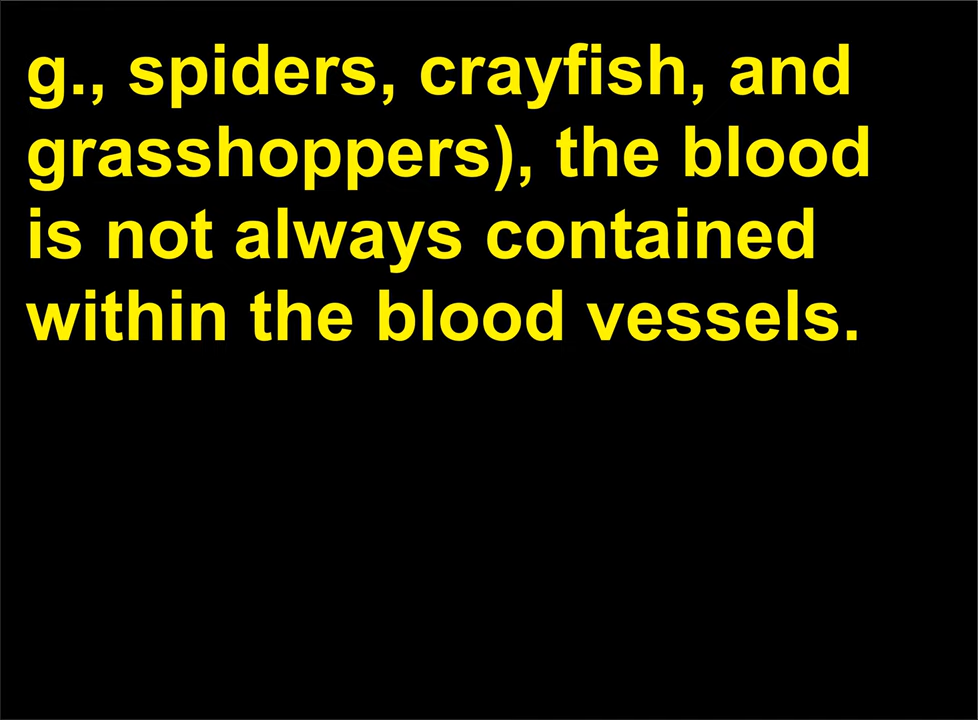 g., spiders, crayfish, and
grasshoppers), the blood
is not always contained
within the blood vessels.